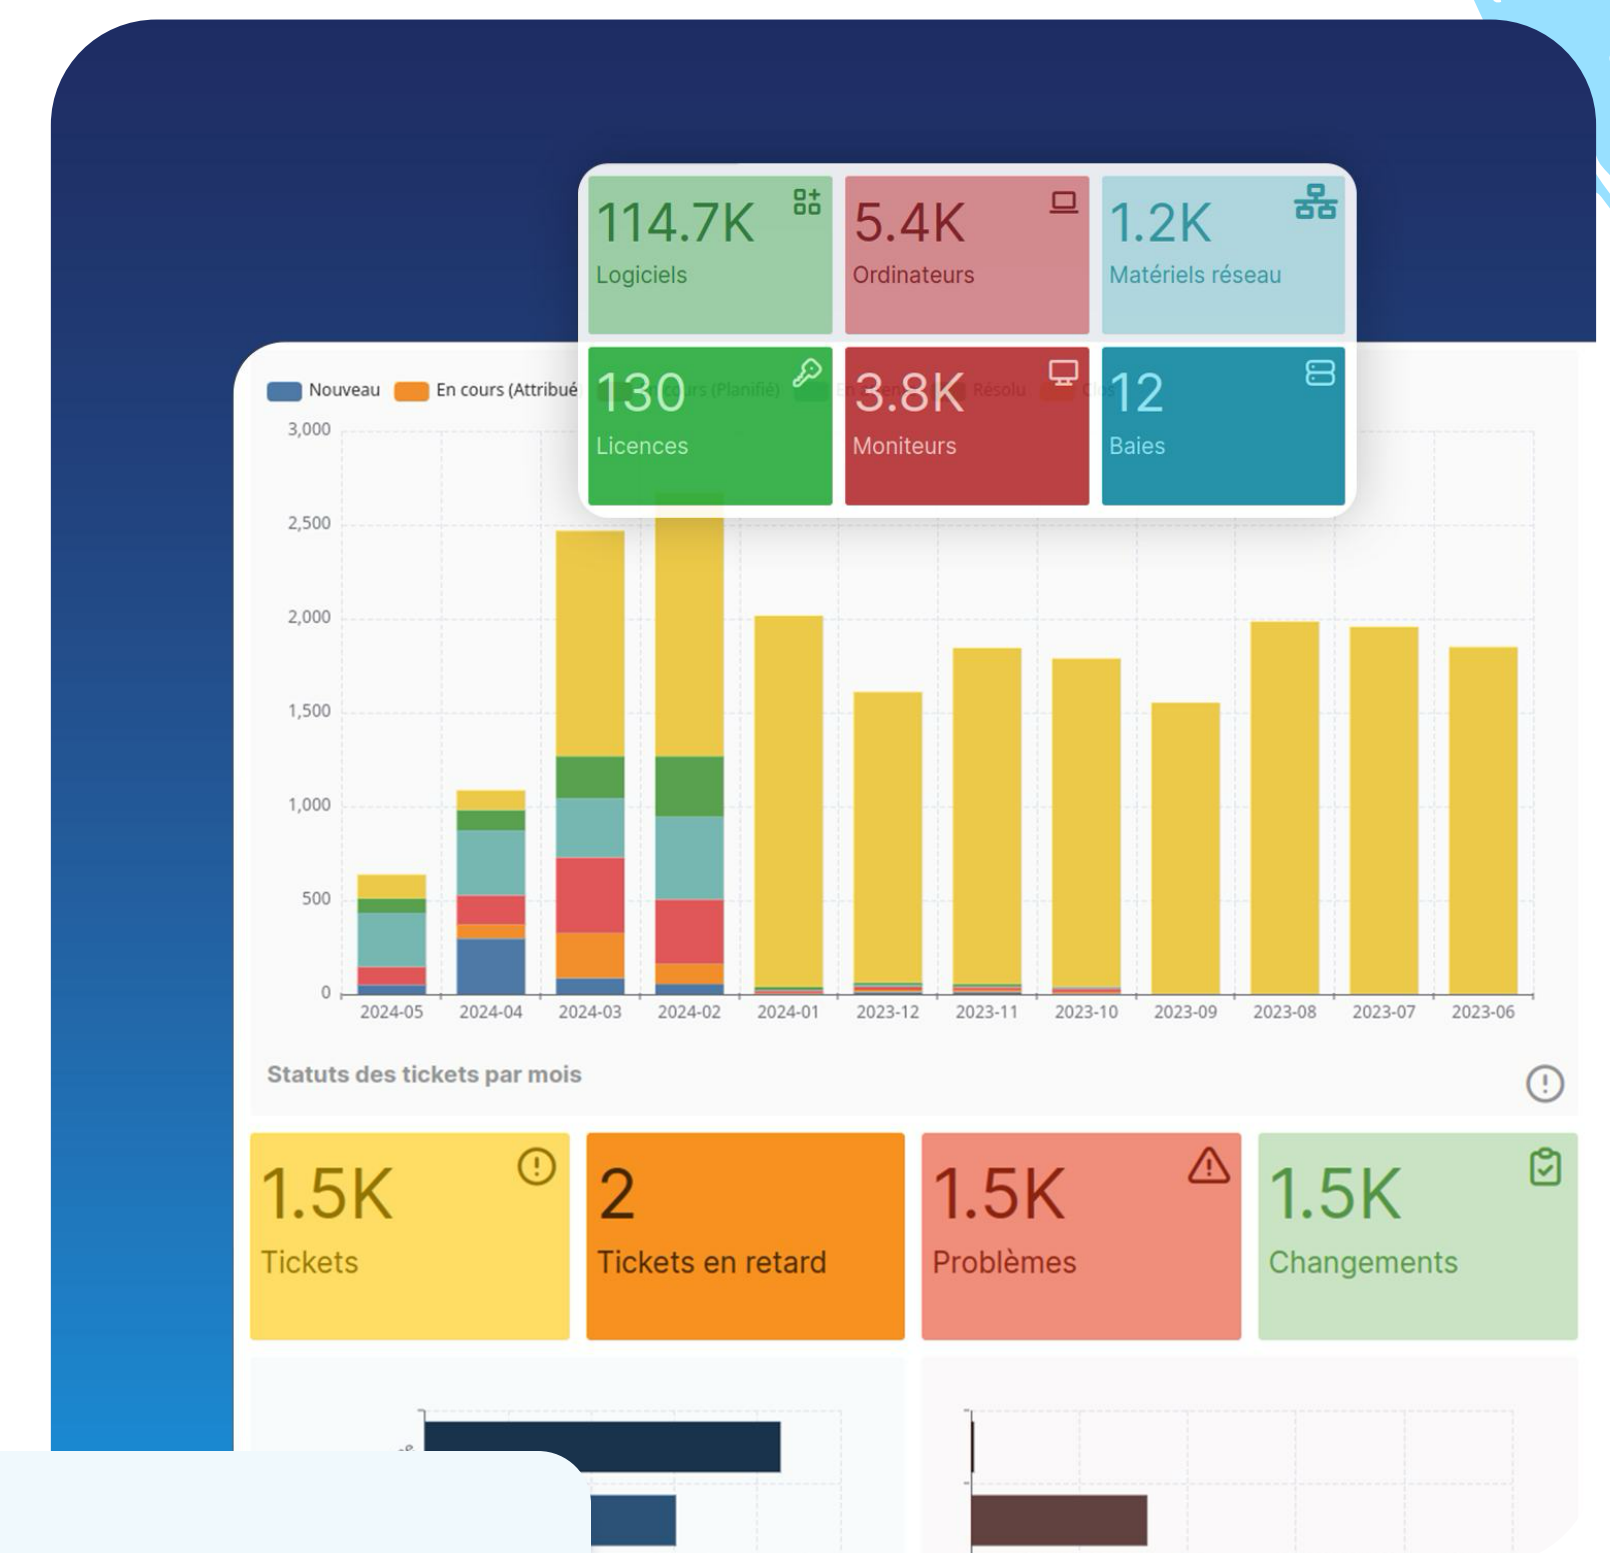 114.7K
5.4K
1.2K
Logiciels
Ordinateurs
Matériels réseau
130
3.8K
12
Licences
Moniteurs
Baies
Nouveau
En cours (Attribué
cours (Planifié)
Résolu
3,000
2,500
2,000
1,500
1,000
500
0
2024-05
2024-04
2024-03
2024-02
2024-01
2023-12
2023-11
2023-10
2023-09
2023-08
2023-07
2023-06
Statuts des tickets par mois
1.5K
2
1.5K
1.5K
Tickets
Tickets en retard
Problèmes
Changements